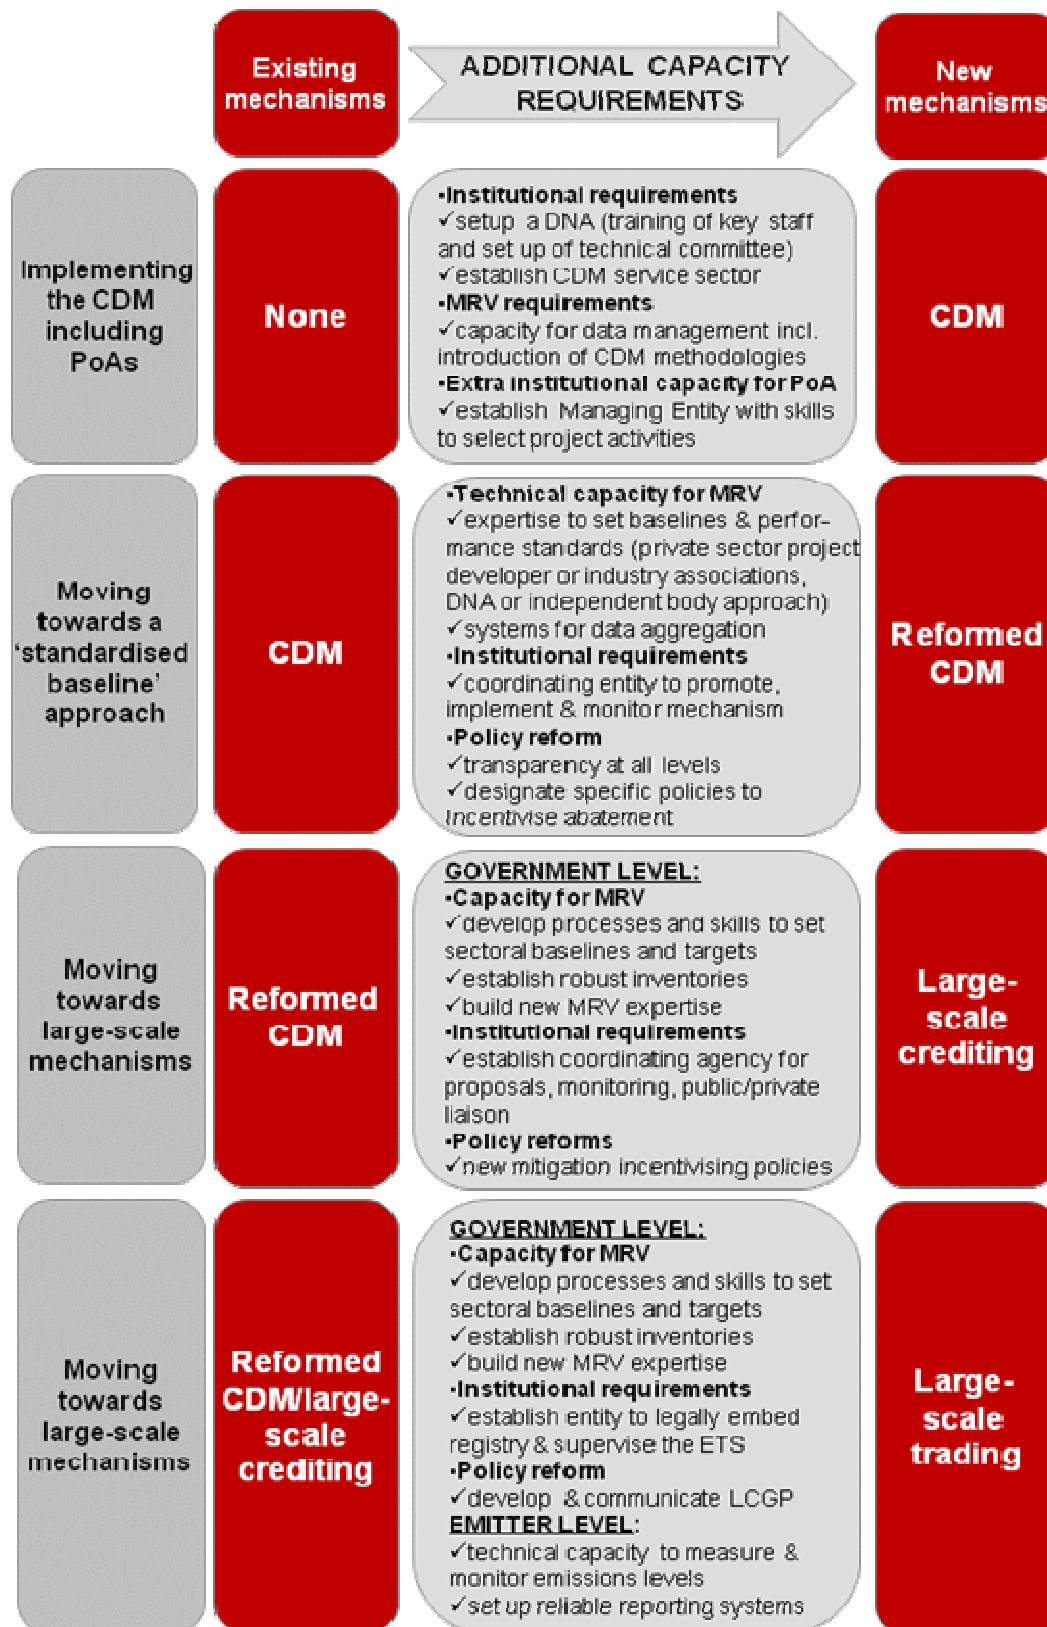 Existing
mechanisms
ADDITIONAL CAPACITY
REQUIREMENTS
New
mechanisms
Implementing
the CDM
including
PoAs
None
•Institutional requirements
✓setup a DNA (training of key staff
and set up of technical committee)
✓establish CDM service sector
•MRV requirements
✓capacity for data management incl.
introduction of CDM methodologies
•Extra institutional capacity for PoA
✓establish Managing Entity with skills
to select project activities
CDM
Moving
towards a
‘standardised
baseline’
approach
CDM
•Technical capacity for MRV
✓expertise to set baselines & perfor-
mance standards (private sector project
developer or industry associations,
DNA or independent body approach)
✓systems for data aggregation
•Institutional requirements
✓coordinating entity to promote,
implement & monitor mechanism
•Policy reform
✓transparency at all levels
✓designate specific policies to
incentivise abatement
Reformed
CDM
Moving
towards
large-scale
mechanisms
Reformed
CDM
GOVERNMENT LEVEL:
•Capacity for MRV
✓develop processes and skills to set
sectoral baselines and targets
✓establish robust inventories
✓build new MRV expertise
•Institutional requirements
✓establish coordinating agency for
proposals, monitoring, public/private
liaison
•Policy reforms
✓new mitigation incentivising policies
Large-
scale
crediting
Moving
towards
large-scale
mechanisms
Reformed
CDM/large-
scale
crediting
GOVERNMENT LEVEL:
•Capacity for MRV
✓develop processes and skills to set
sectoral baselines and targets
✓establish robust inventories
✓build new MRV expertise
•Institutional requirements
✓establish entity to legally embed
registry & supervise the ETS
•Policy reform
✓develop & communicate LCGP
EMITTER LEVEL:
✓technical capacity to measure &
monitor emissions levels
✓set up reliable reporting systems
Large-
scale
trading